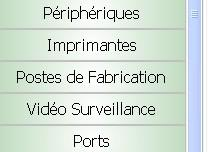 Périphériques
Imprimantes
Postes de Fabrication
Vidéo Surveillance
Ports